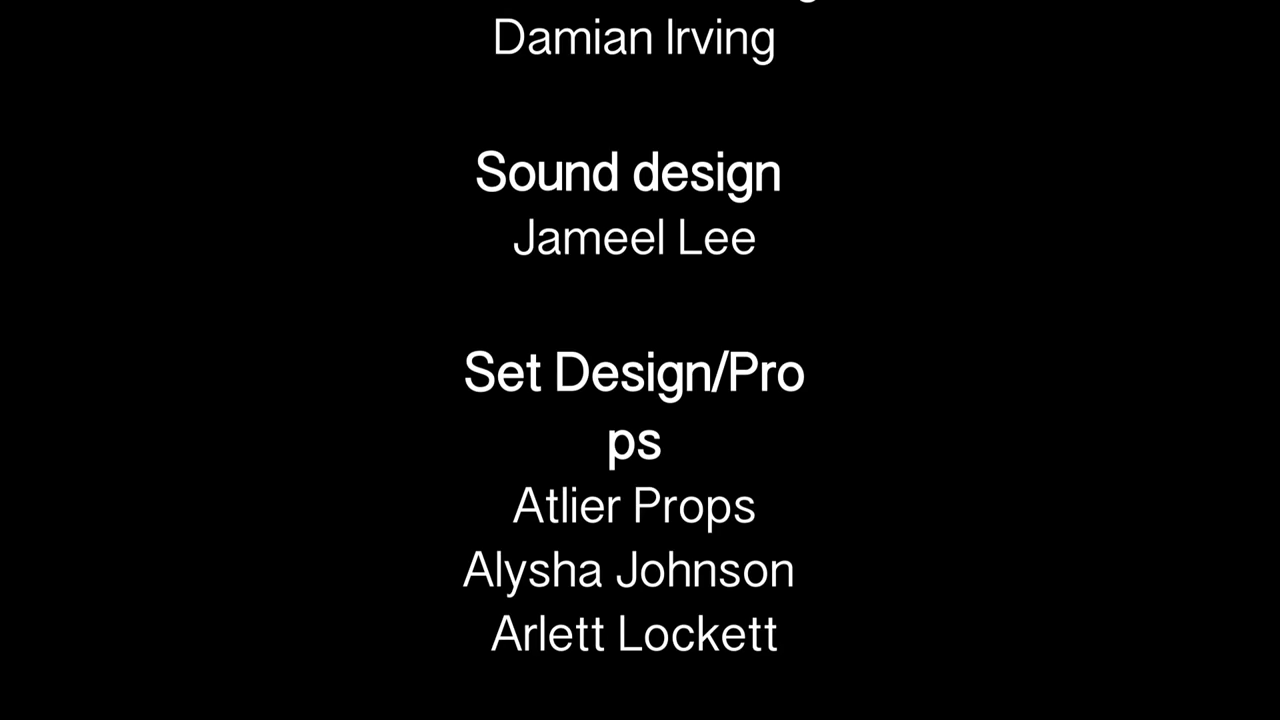 Damian Irving
Sound design
Jameel Lee
Set Design/Pro
ps
Atlier Props
Alysha Johnson
Arlett Lockett